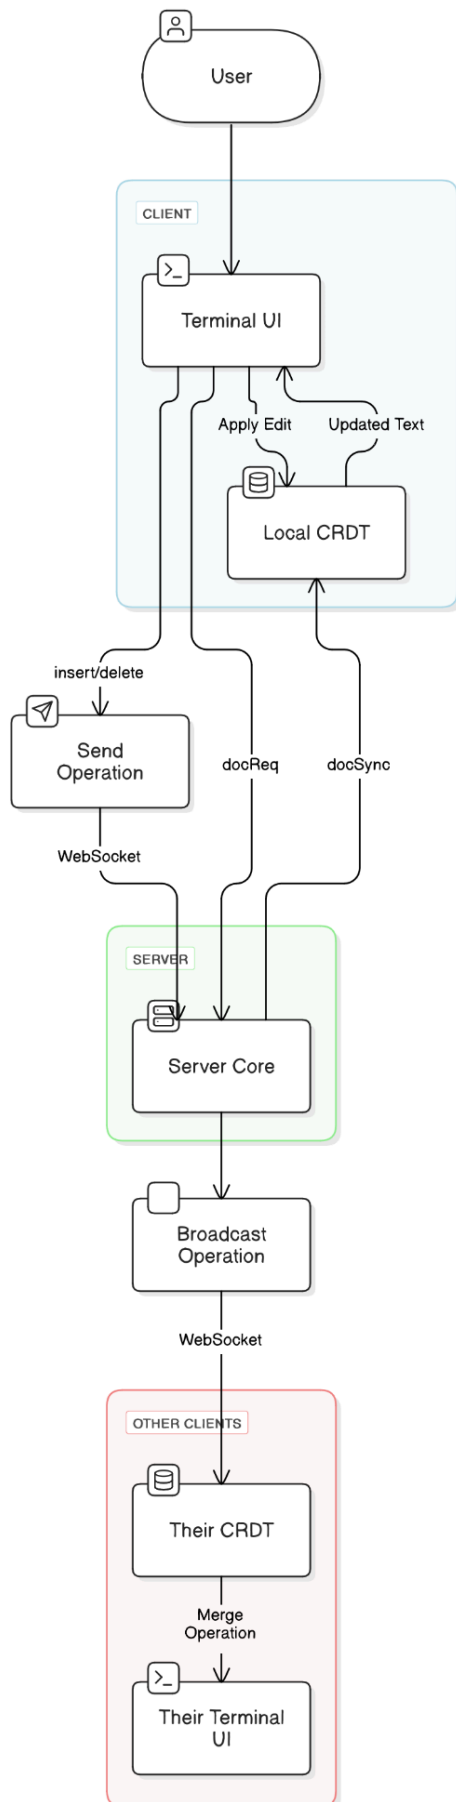 User
CLIENT
Terminal UI
Apply Edit
Updated Text
Local CRDT
insert/delete
Send
Operation
docReq
docSync
WebSocket
SERVER
Server Core
Broadcast
Operation
WebSocket
OTHER CLIENTS
Their CRDT
Merge
Operation
Their Terminal
UI